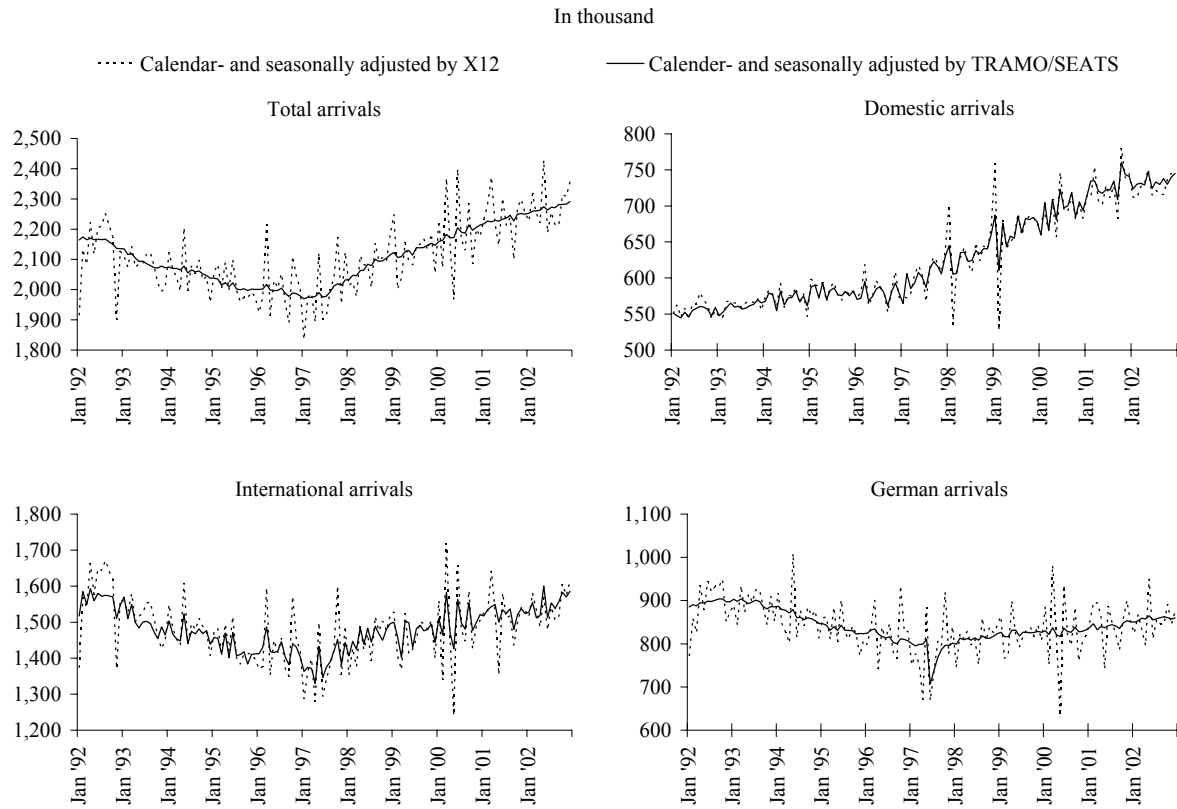 In thousand
Calendar- and seasonally adjusted by X12
Calender- and seasonally adjusted by TRAMO/SEATS
Total arrivals
2,500
2,400
2,300
2,200
2,100
2,000
1,900
1,800
Jan '92
Jan '93
Jan '94
Jan '95
Jan '96
Jan '97
Jan '98
Jan '99
Jan '00
Jan '01
Jan '02
Domestic arrivals
800
750
700
650
600
550
500
Jan '92
Jan '93
Jan '94
Jan '95
Jan '96
Jan '97
Jan '98
Jan '99
Jan '00
Jan '01
Jan '02
International arrivals
1,800
1,700
1,600
1,500
1,400
1,300
1,200
Jan '92
Jan '93
Jan '94
Jan '95
Jan '96
Jan '97
Jan '98
Jan '99
Jan '00
Jan '01
Jan '02
German arrivals
1,100
1,000
900
800
700
600
Jan '92
Jan '93
Jan '94
Jan '95
Jan '96
Jan '97
Jan '98
Jan '99
Jan '00
Jan '01
Jan '02